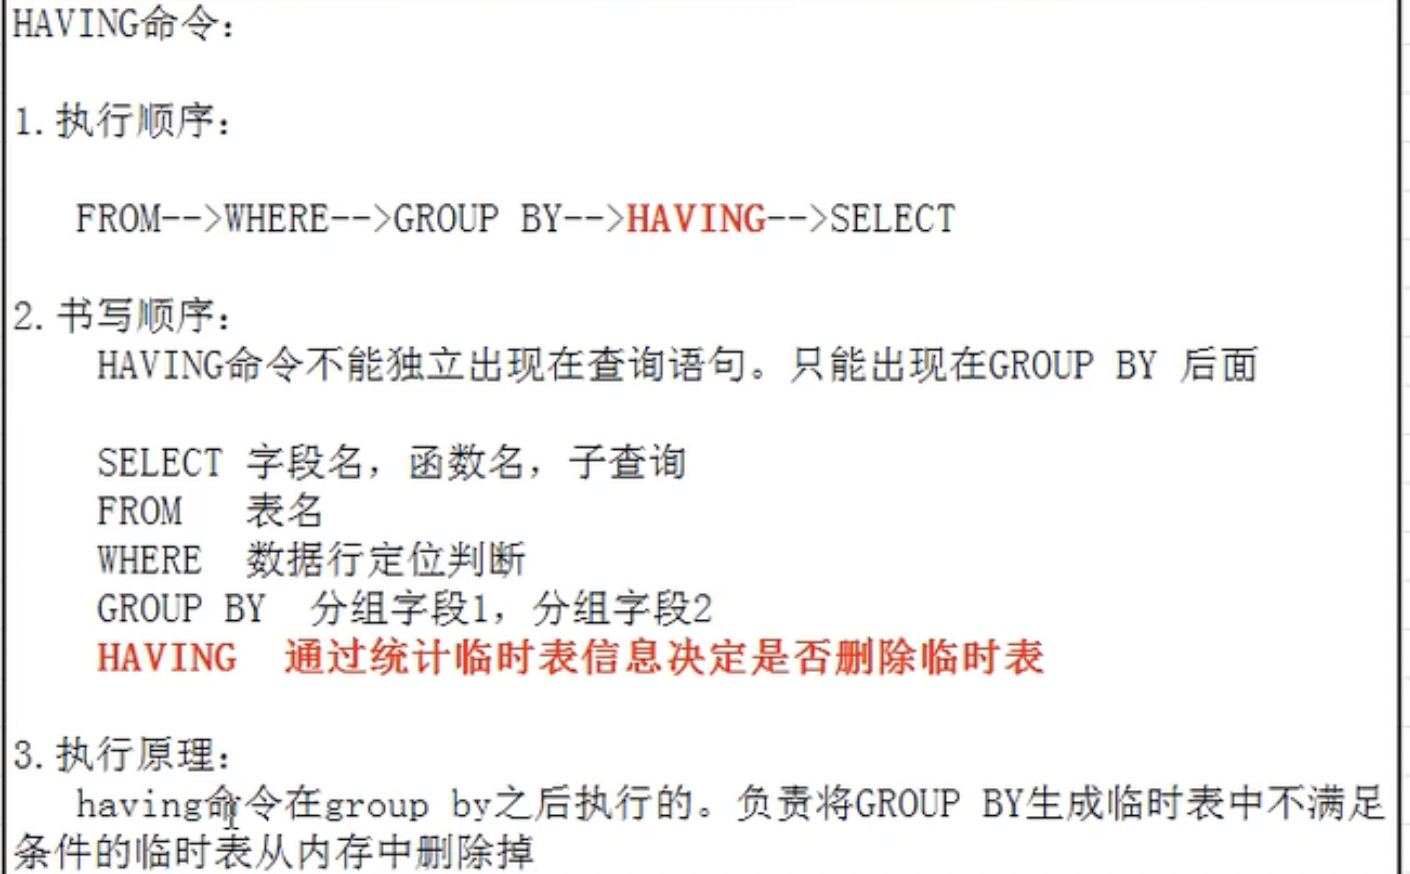 HAVING命令：
1.执行顺序：
FROM-->WHERE-->GROUP BY-->HAVING-->SELECT
2.书写顺序：
HAVING命令不能独立出现在查询语句。只能出现在GROUP BY 后面
SELECT 字段名，函数名，子查询
FROM 表名
WHERE 数据行定位判断
GROUP BY 分组字段1，分组字段2
HAVING 通过统计临时表信息决定是否删除临时表
3.执行原理：
having命令在group by之后执行的。负责将GROUP BY生成临时表中不满足
条件的临时表从内存中删除掉